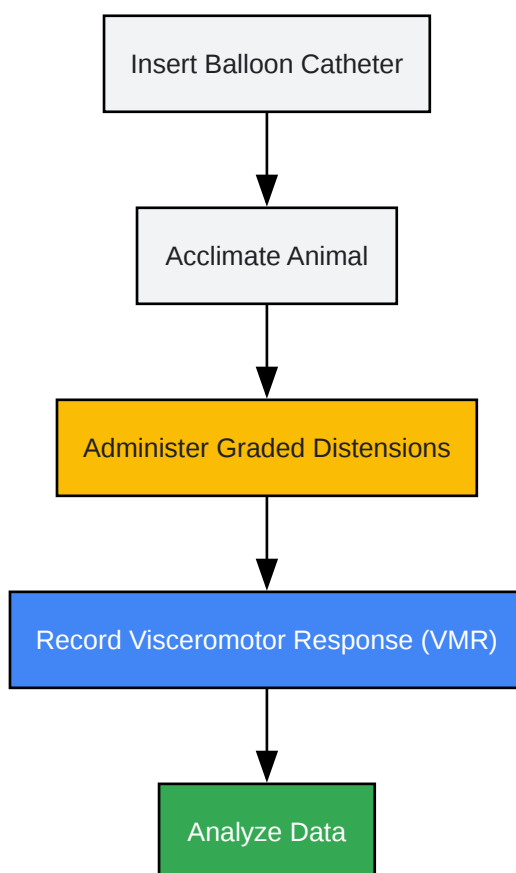 Insert Balloon Catheter
Acclimate Animal
Administer Graded Distensions
Record Visceromotor Response (VMR)
Analyze Data